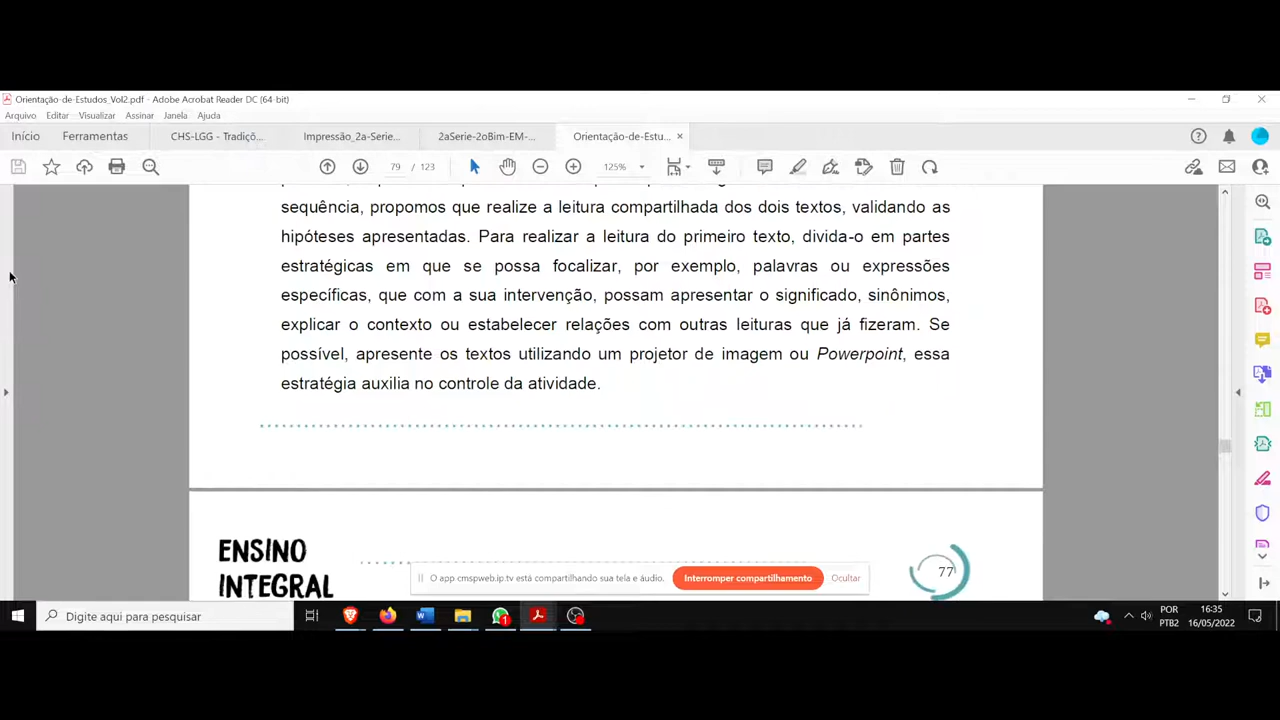 Orientação-de-Estudos_Vol2.pdf - Adobe Acrobat Reader DC (64-bit)
Arquivo Editar Visualizar Assinar Janela Ajuda
Início Ferramentas CHS-LGG - Tradiçõ... Impressão_2a-Serie... 2aSerie-2oBim-EM-... Orientação-de-Estu...
79 / 123 125%
sequência, propomos que realize a leitura compartilhada dos dois textos, validando as
hipóteses apresentadas. Para realizar a leitura do primeiro texto, divida-o em partes
estratégicas em que se possa focalizar, por exemplo, palavras ou expressões
específicas, que com a sua intervenção, possam apresentar o significado, sinônimos,
explicar o contexto ou estabelecer relações com outras leituras que já fizeram. Se
possível, apresente os textos utilizando um projetor de imagem ou Powerpoint, essa
estratégia auxilia no controle da atividade.
ENSINO
INTEGRAL
77
O app cmspweb.ip.tv está compartilhando sua tela e áudio. Interromper compartilhamento Ocultar
Digite aqui para pesquisar
1
POR
PTB2
16:35
16/05/2022